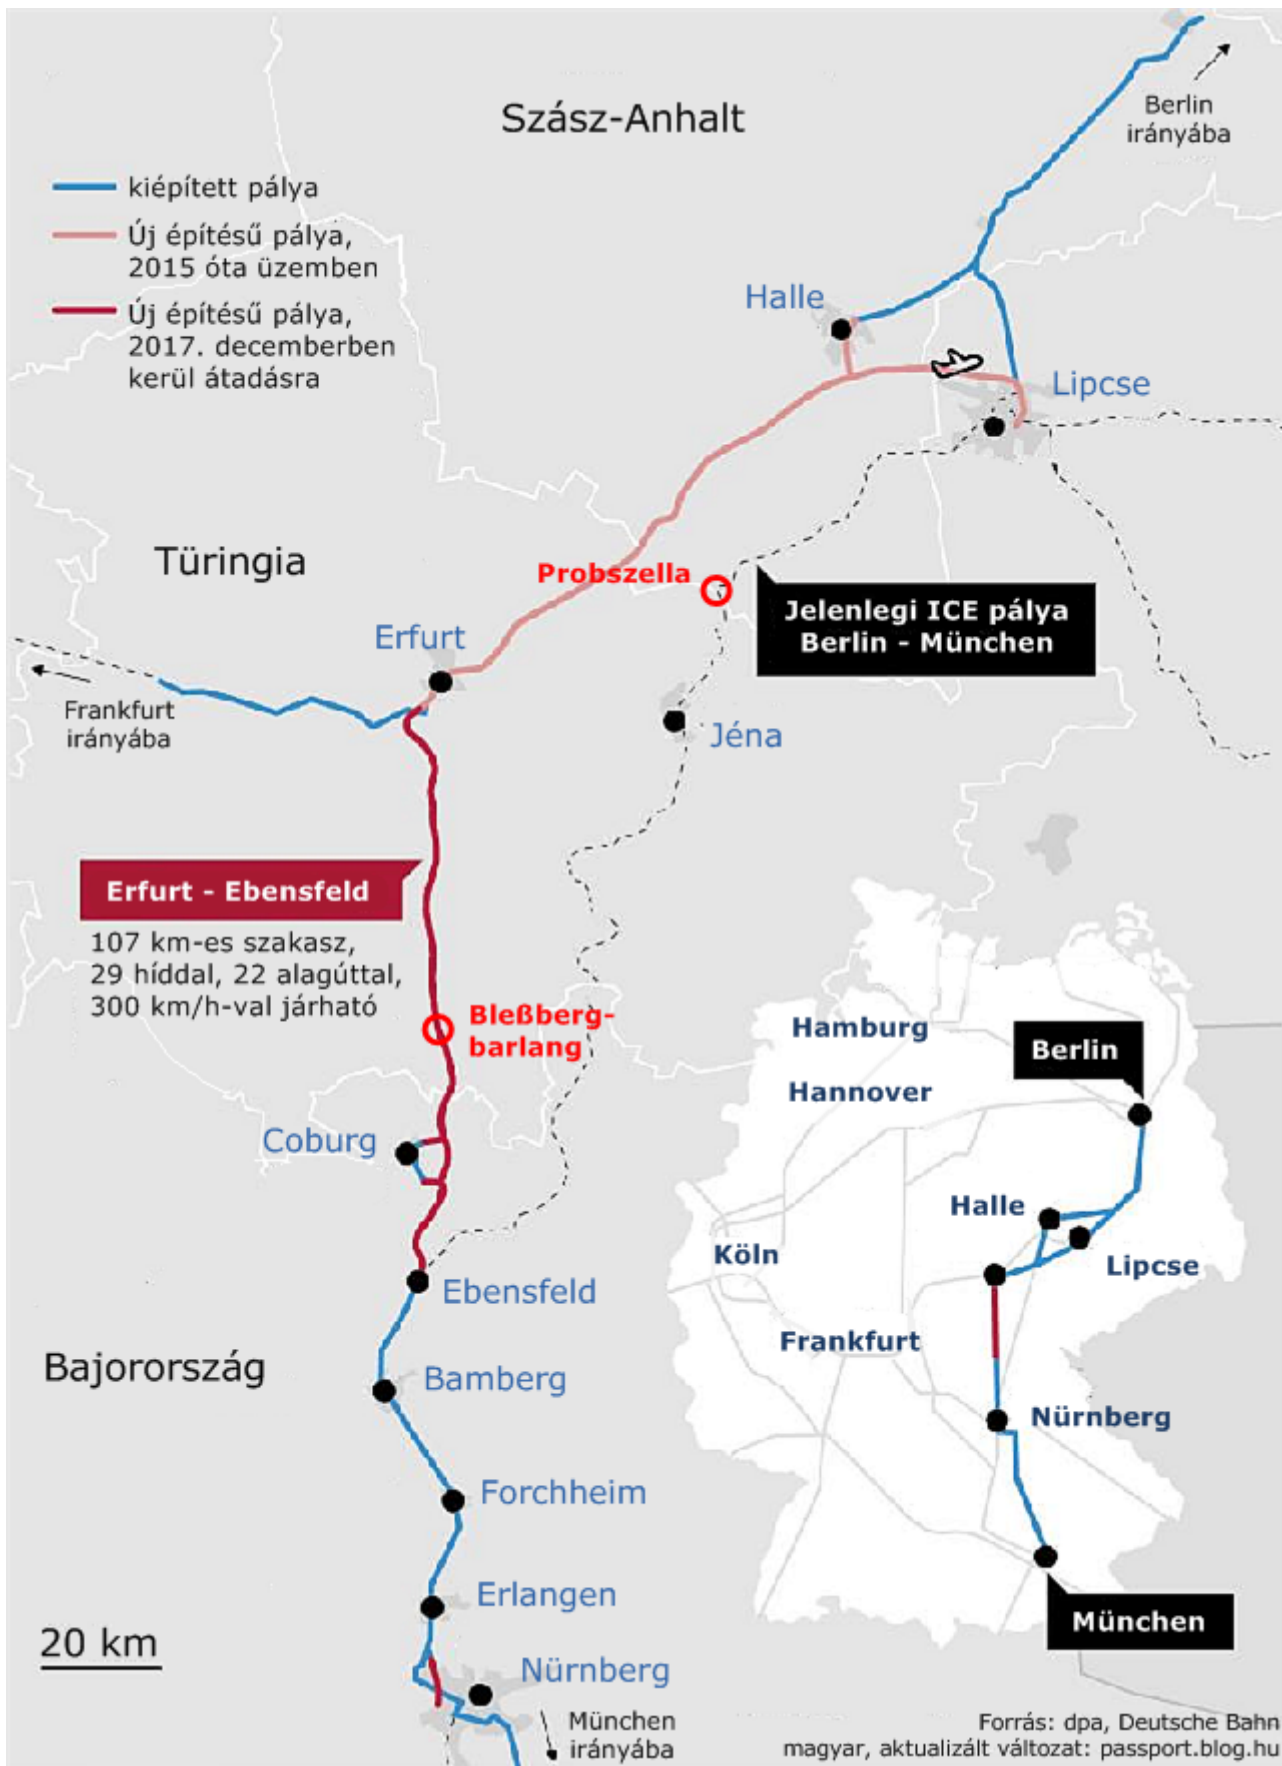 Szász-Anhalt
Berlin
irányába
kiépített pálya
Új építésű pálya,
2015 óta üzemben
Új építésű pálya,
2017. decemberben
kerül átadásra
Halle
Lipcse
Türingia
Probszella
Jelenlegi ICE pálya
Berlin - München
Erfurt
Frankfurt
irányába
Jéna
Erfurt - Ebensfeld
107 km-es szakasz,
29 híddal, 22 alagúttal,
300 km/h-val járható
Bleßberg-
barlang
Coburg
Ebensfeld
Bajorország
Bamberg
Forchheim
Erlangen
20 km
Nürnberg
München
irányába
Hamburg
Berlin
Hannover
Halle
Köln
Lipcse
Frankfurt
Nürnberg
München
Forrás: dpa, Deutsche Bahn
magyar, aktualizált változat: passport.blog.hu